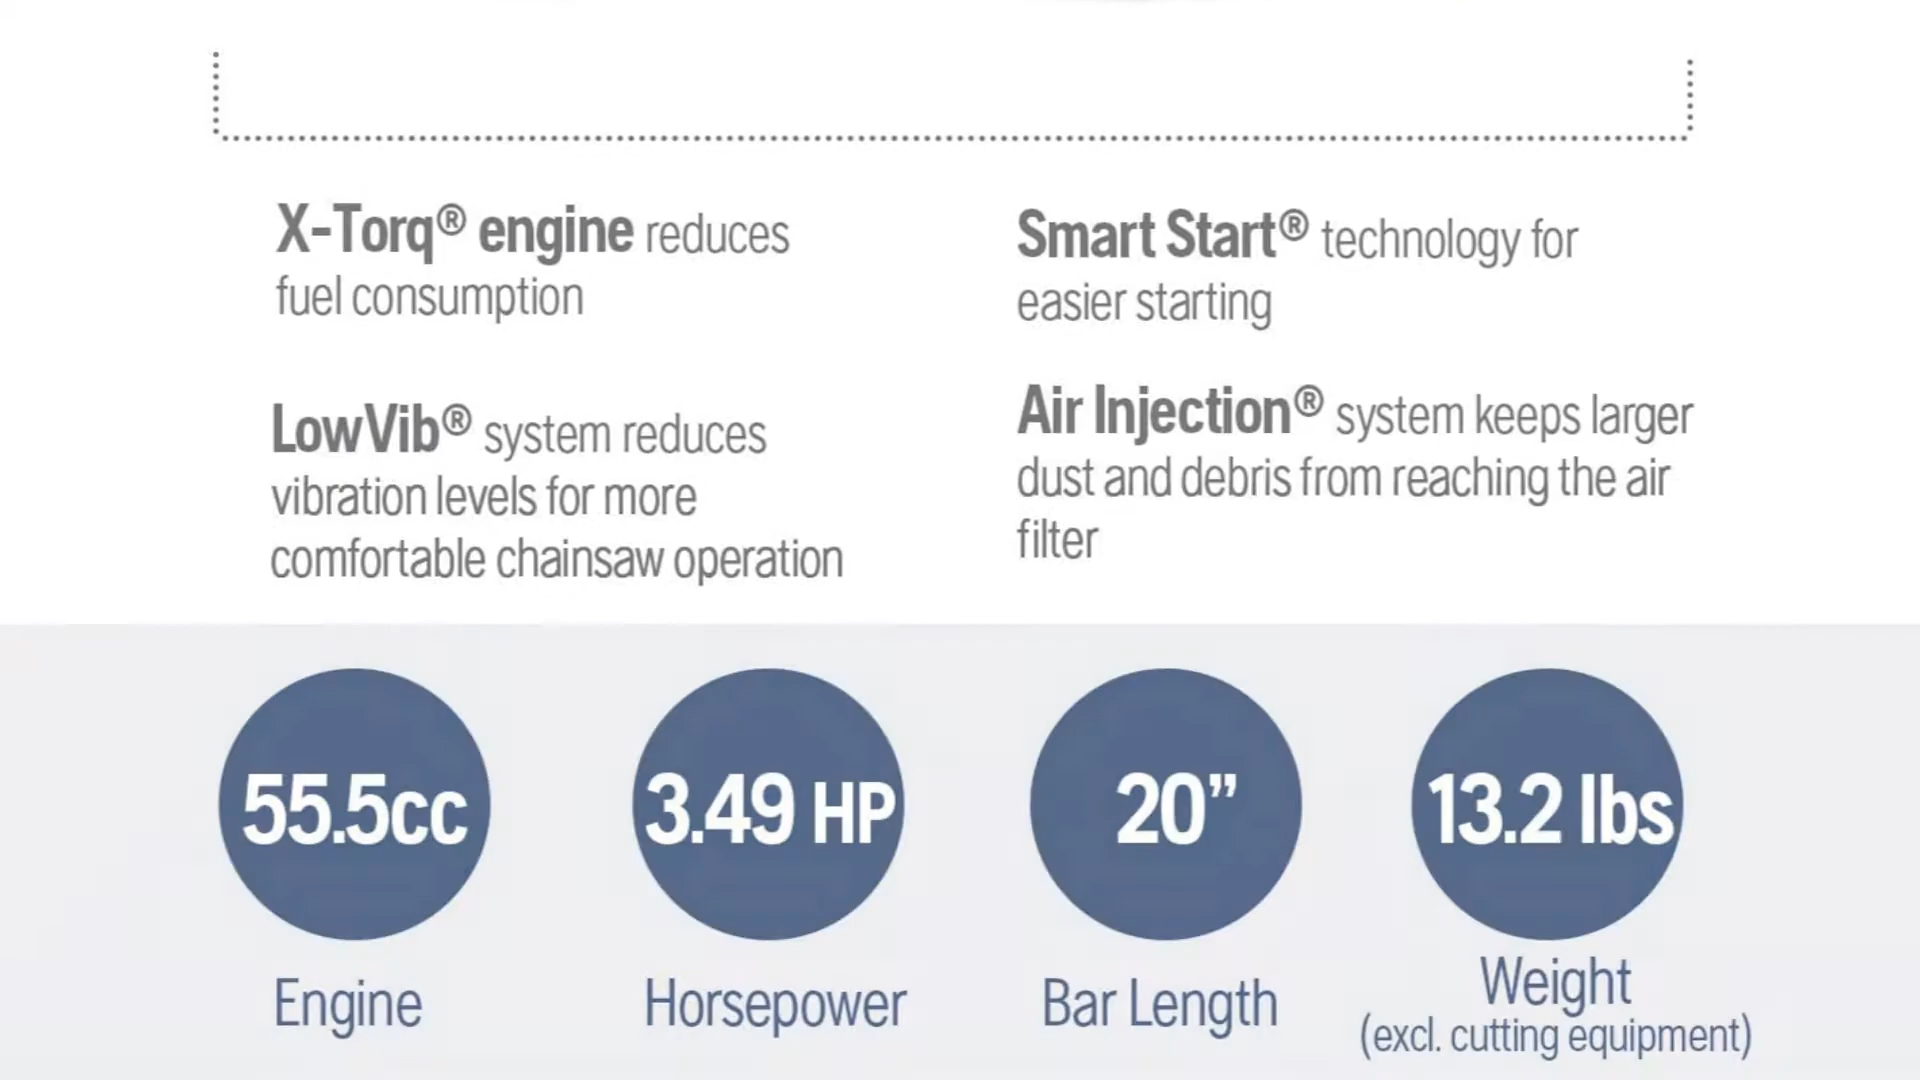 X-Torq® engine reduces
fuel consumption
LowVib® system reduces
vibration levels for more
comfortable chainsaw operation
Smart Start® technology for
easier starting
Air Injection® system keeps larger
dust and debris from reaching the air
filter
55.5cc
Engine
3.49 HP
Horsepower
20”
Bar Length
13.2 lbs
Weight
(excl. cutting equipment)